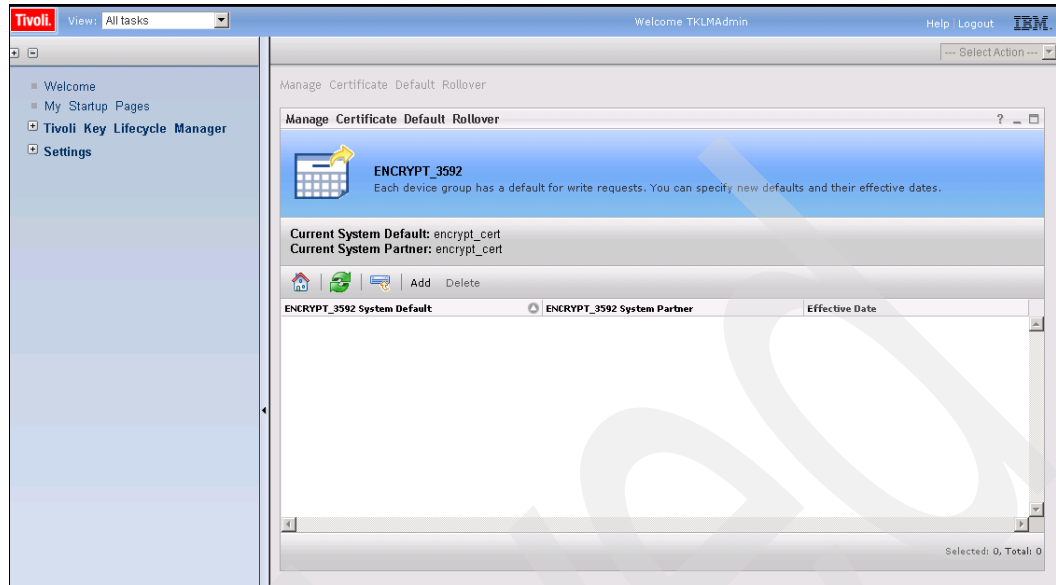 Tivoli. View: All tasks Welcome TKLMAdmin Help | Logout IBM.
--- Select Action ---
Welcome
My Startup Pages
Tivoli Key Lifecycle Manager
Settings
Manage Certificate Default Rollover
Manage Certificate Default Rollover ? _
ENCRYPT_3592
Each device group has a default for write requests. You can specify new defaults and their effective dates.
Current System Default: encrypt_cert
Current System Partner: encrypt_cert
Add Delete
ENCRYPT_3592 System Default ENCRYPT_3592 System Partner Effective Date
Selected: 0, Total: 0